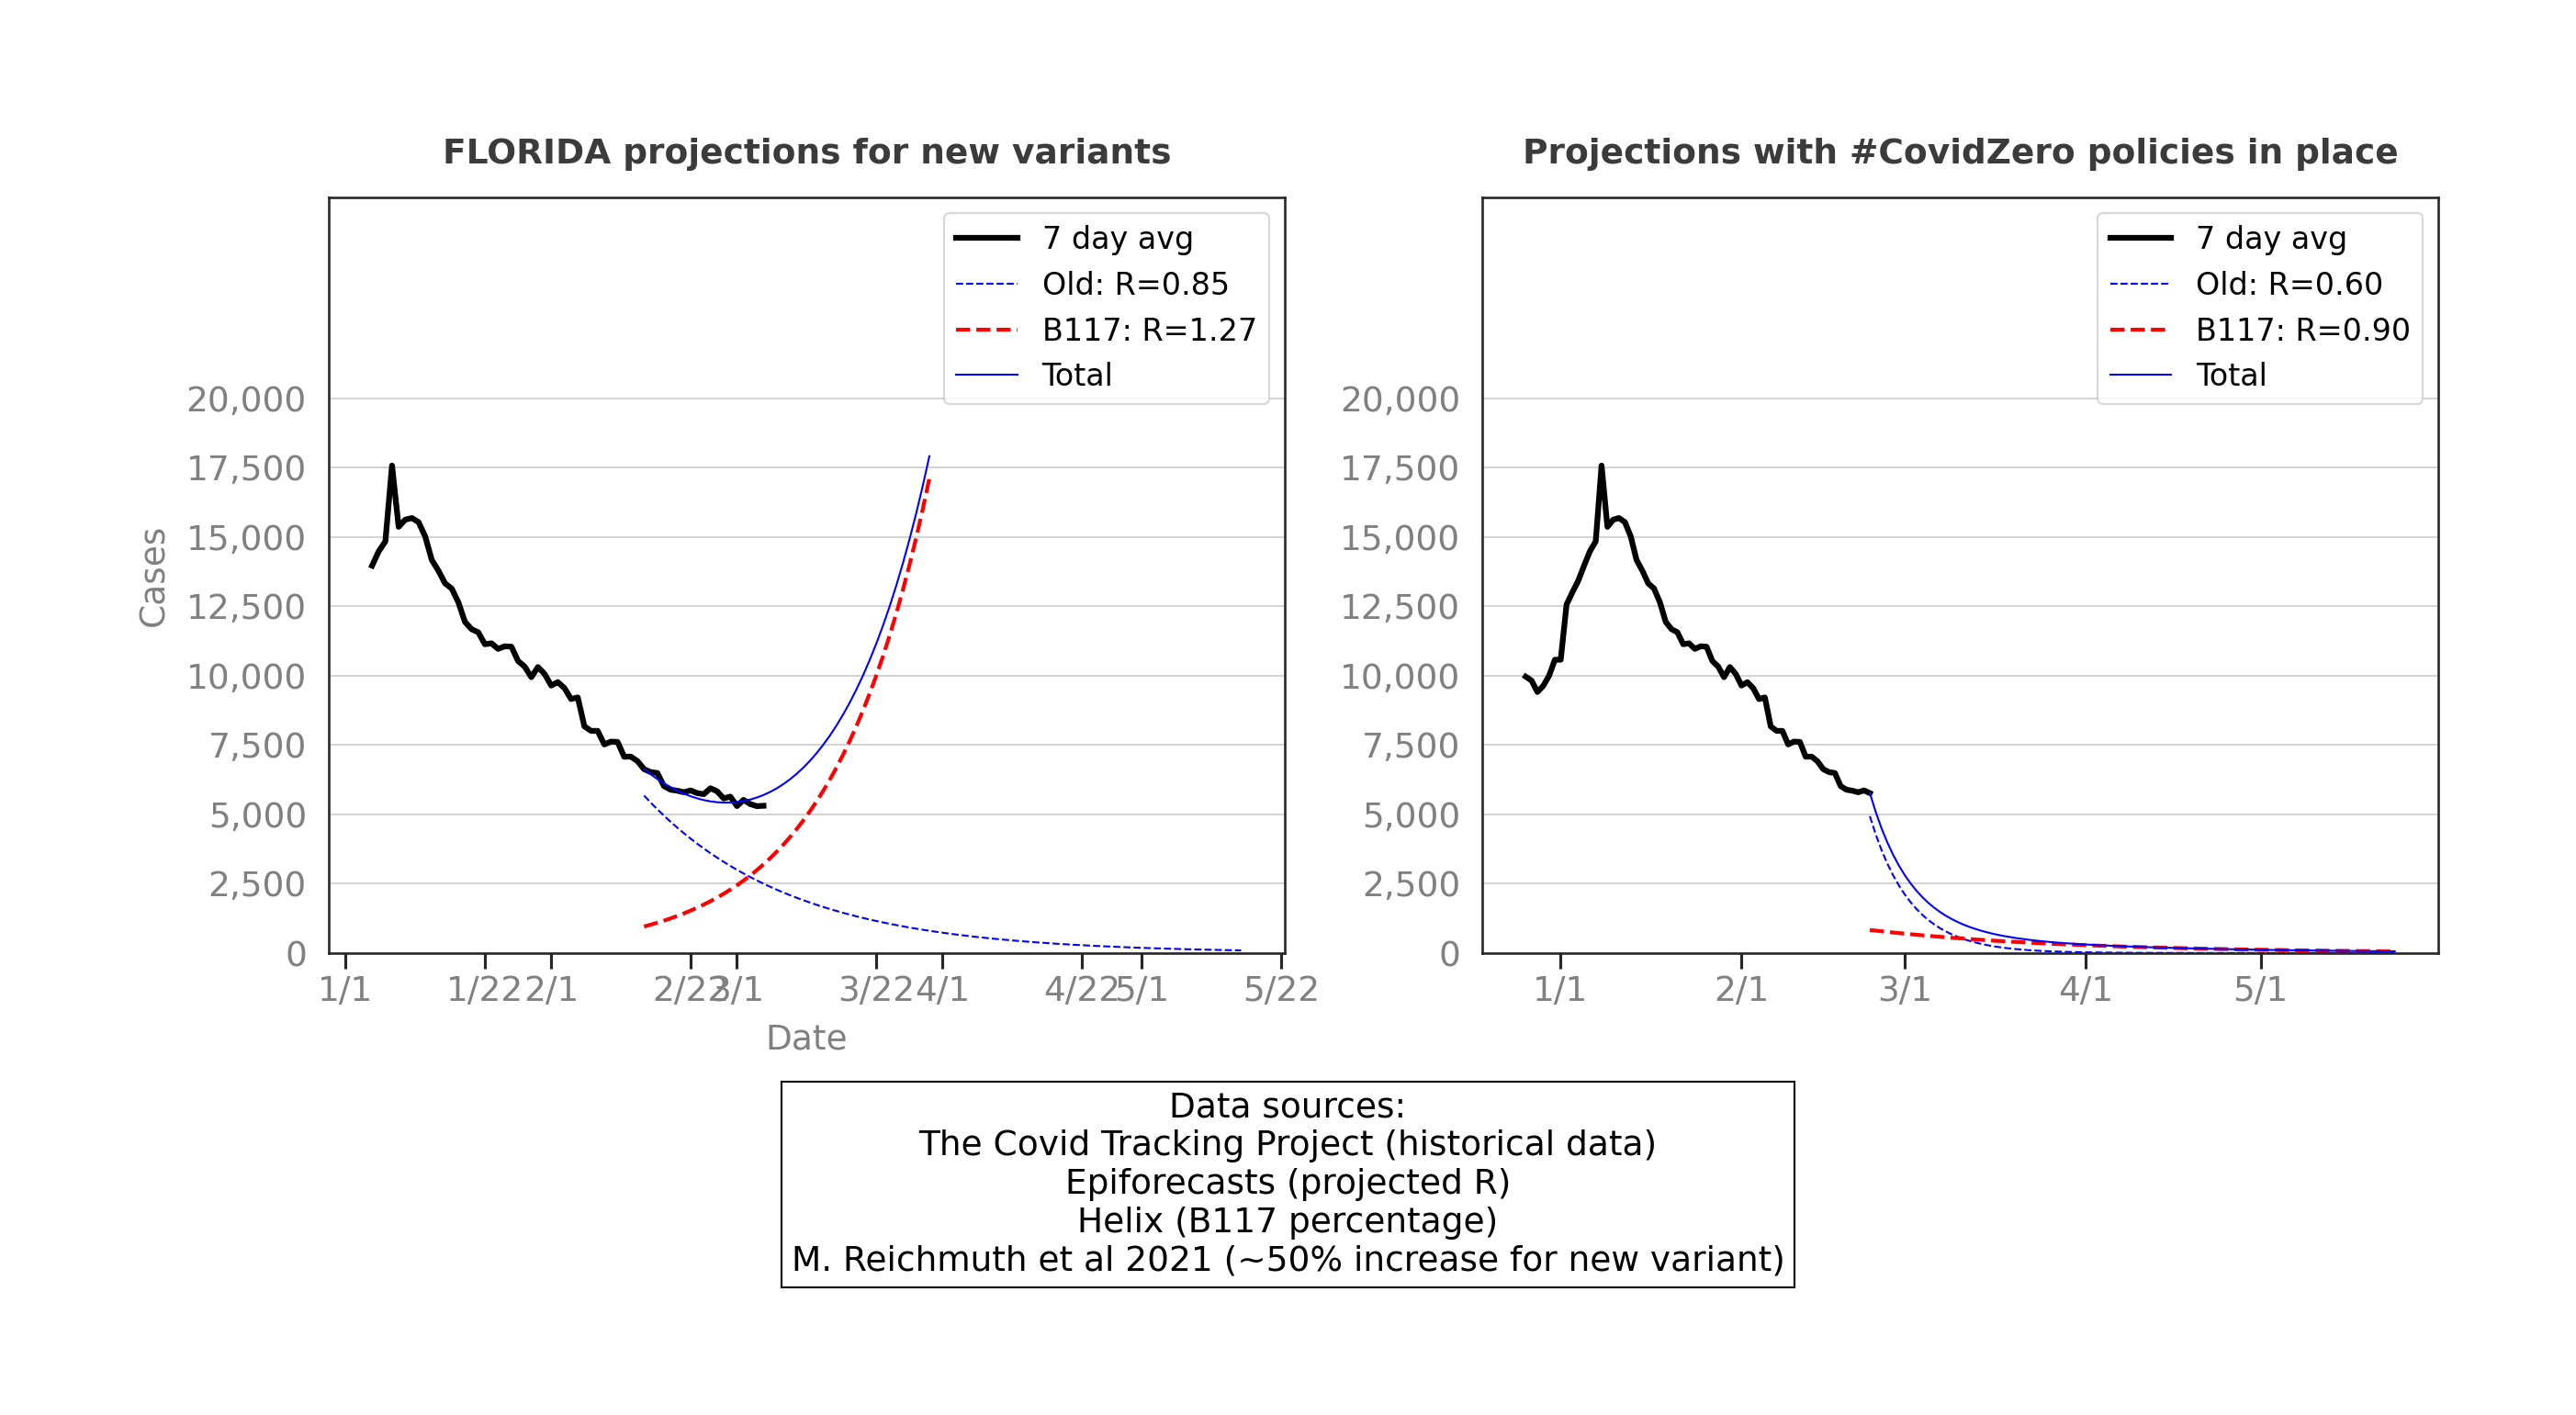 FLORIDA projections for new variants
7 day avg
Old: R=0.85
B117: R=1.27
Total
20,000
17,500
15,000
12,500
10,000
7,500
5,000
2,500
0
Cases
1/1
1/22
2/1
2/22
3/1
3/22
4/1
4/22
5/1
5/22
Date
Projections with #CovidZero policies in place
7 day avg
Old: R=0.60
B117: R=0.90
Total
20,000
17,500
15,000
12,500
10,000
7,500
5,000
2,500
0
1/1
2/1
3/1
4/1
5/1
Data sources:
The Covid Tracking Project (historical data)
Epiforecasts (projected R)
Helix (B117 percentage)
M. Reichmuth et al 2021 (~50% increase for new variant)